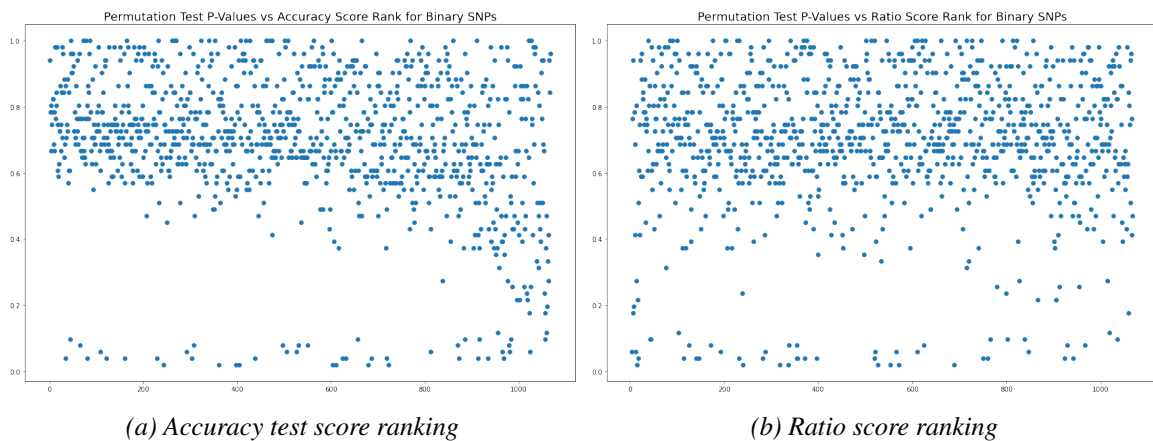 Permutation Test P-Values vs Accuracy Score Rank for Binary SNPs
1.0
0.8
0.6
0.4
0.2
0.0
0 200 400 600 800 1000
(a) Accuracy test score ranking
Permutation Test P-Values vs Ratio Score Rank for Binary SNPs
1.0
0.8
0.6
0.4
0.2
0.0
0 200 400 600 800 1000
(b) Ratio score ranking